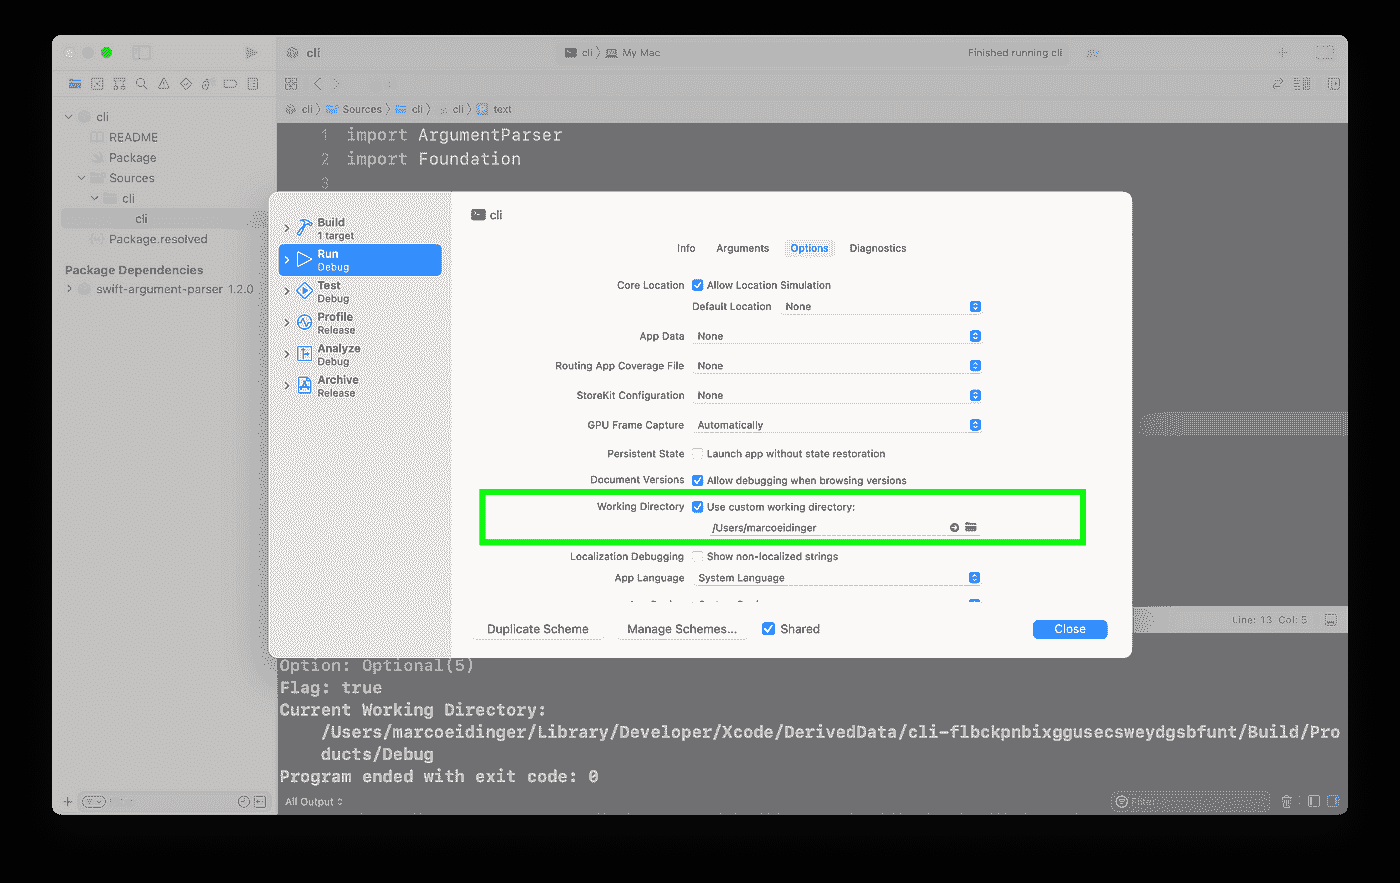 cli
cli 〉 My Mac
Finished running cli
cli 〉 Sources 〉 cli 〉 cli 〉 text
cli
README
Package
Sources
cli
cli
Package.resolved
Package Dependencies
swift-argument-parser 1.2.0
1 import ArgumentParser
2 import Foundation
3
Build
1 target
Run
Debug
Test
Debug
Profile
Release
Analyze
Debug
Archive
Release
cli
Info Arguments Options Diagnostics
Core Location Allow Location Simulation
Default Location None
App Data None
Routing App Coverage File None
StoreKit Configuration None
GPU Frame Capture Automatically
Persistent State Launch app without state restoration
Document Versions Allow debugging when browsing versions
Working Directory Use custom working directory:
/Users/marcoeidinger
Localization Debugging Show non-localized strings
App Language System Language
Duplicate Scheme Manage Schemes... Shared Close
Line: 13 Col: 5
Option: Optional(5)
Flag: true
Current Working Directory:
/Users/marcoeidinger/Library/Developer/Xcode/DerivedData/cli-flbckpnbixggusecsweydgsbfunt/Build/Pro
ducts/Debug
Program ended with exit code: 0
All Output
Filter